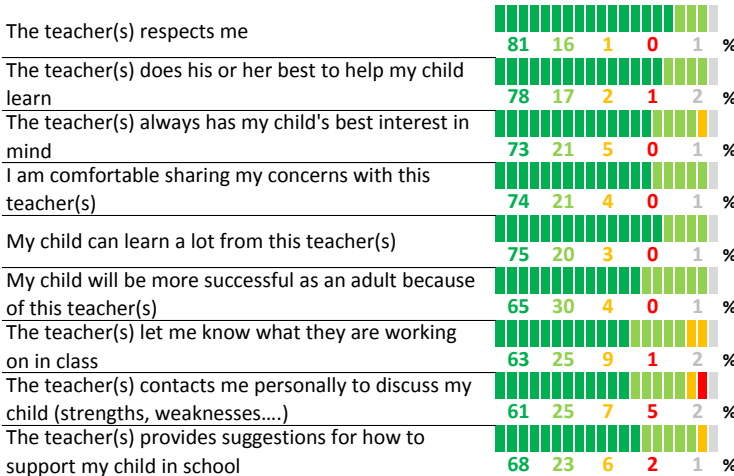 The teacher(s) respects me
81 16 1 0 1 %
The teacher(s) does his or her best to help my child
learn
78 17 2 1 2 %
The teacher(s) always has my child's best interest in
mind
73 21 5 0 1 %
I am comfortable sharing my concerns with this
teacher(s)
74 21 4 0 1 %
My child can learn a lot from this teacher(s)
75 20 3 0 1 %
My child will be more successful as an adult because
of this teacher(s)
65 30 4 0 1 %
The teacher(s) let me know what they are working
on in class
63 25 9 1 2 %
The teacher(s) contacts me personally to discuss my
child (strengths, weaknesses….)
61 25 7 5 2 %
The teacher(s) provides suggestions for how to
support my child in school
68 23 6 2 1 %